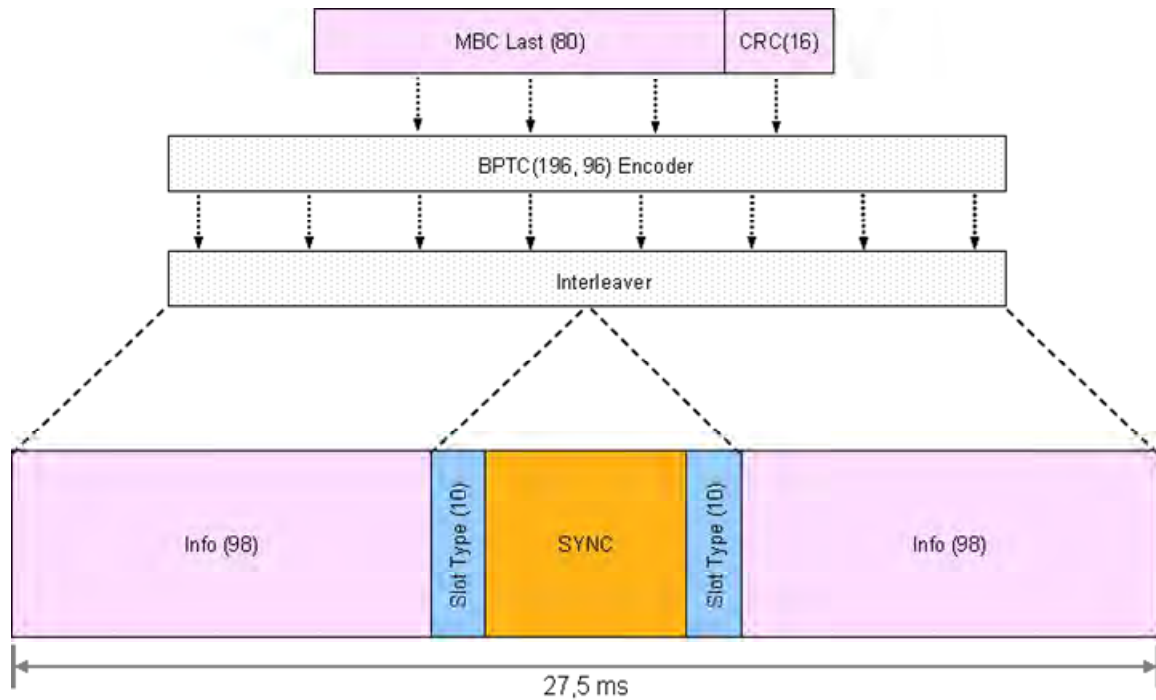 MBC Last (80)
CRC(16)
BPTC(196, 96) Encoder
Interleaver
Info (98)
Slot Type (10)
SYNC
Slot Type (10)
Info (98)
27,5 ms